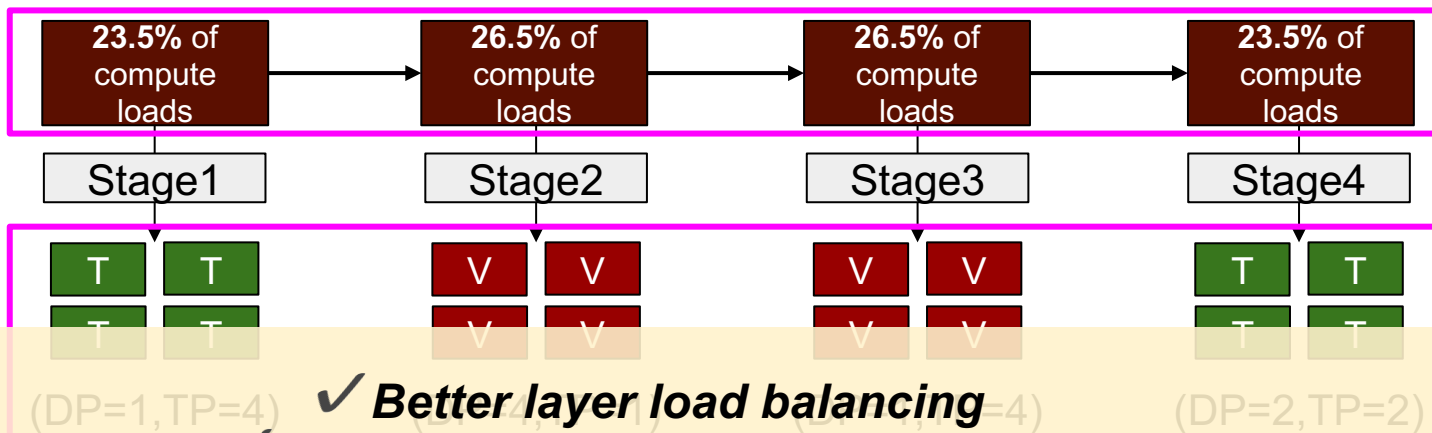 23.5% of compute loads
26.5% of compute loads
26.5% of compute loads
23.5% of compute loads
Stage1
Stage2
Stage3
Stage4
T T V V V V T T
T T V V V V T T
(DP=1,TP=4)
✓ Better layer load balancing
(DP=2,TP=2)